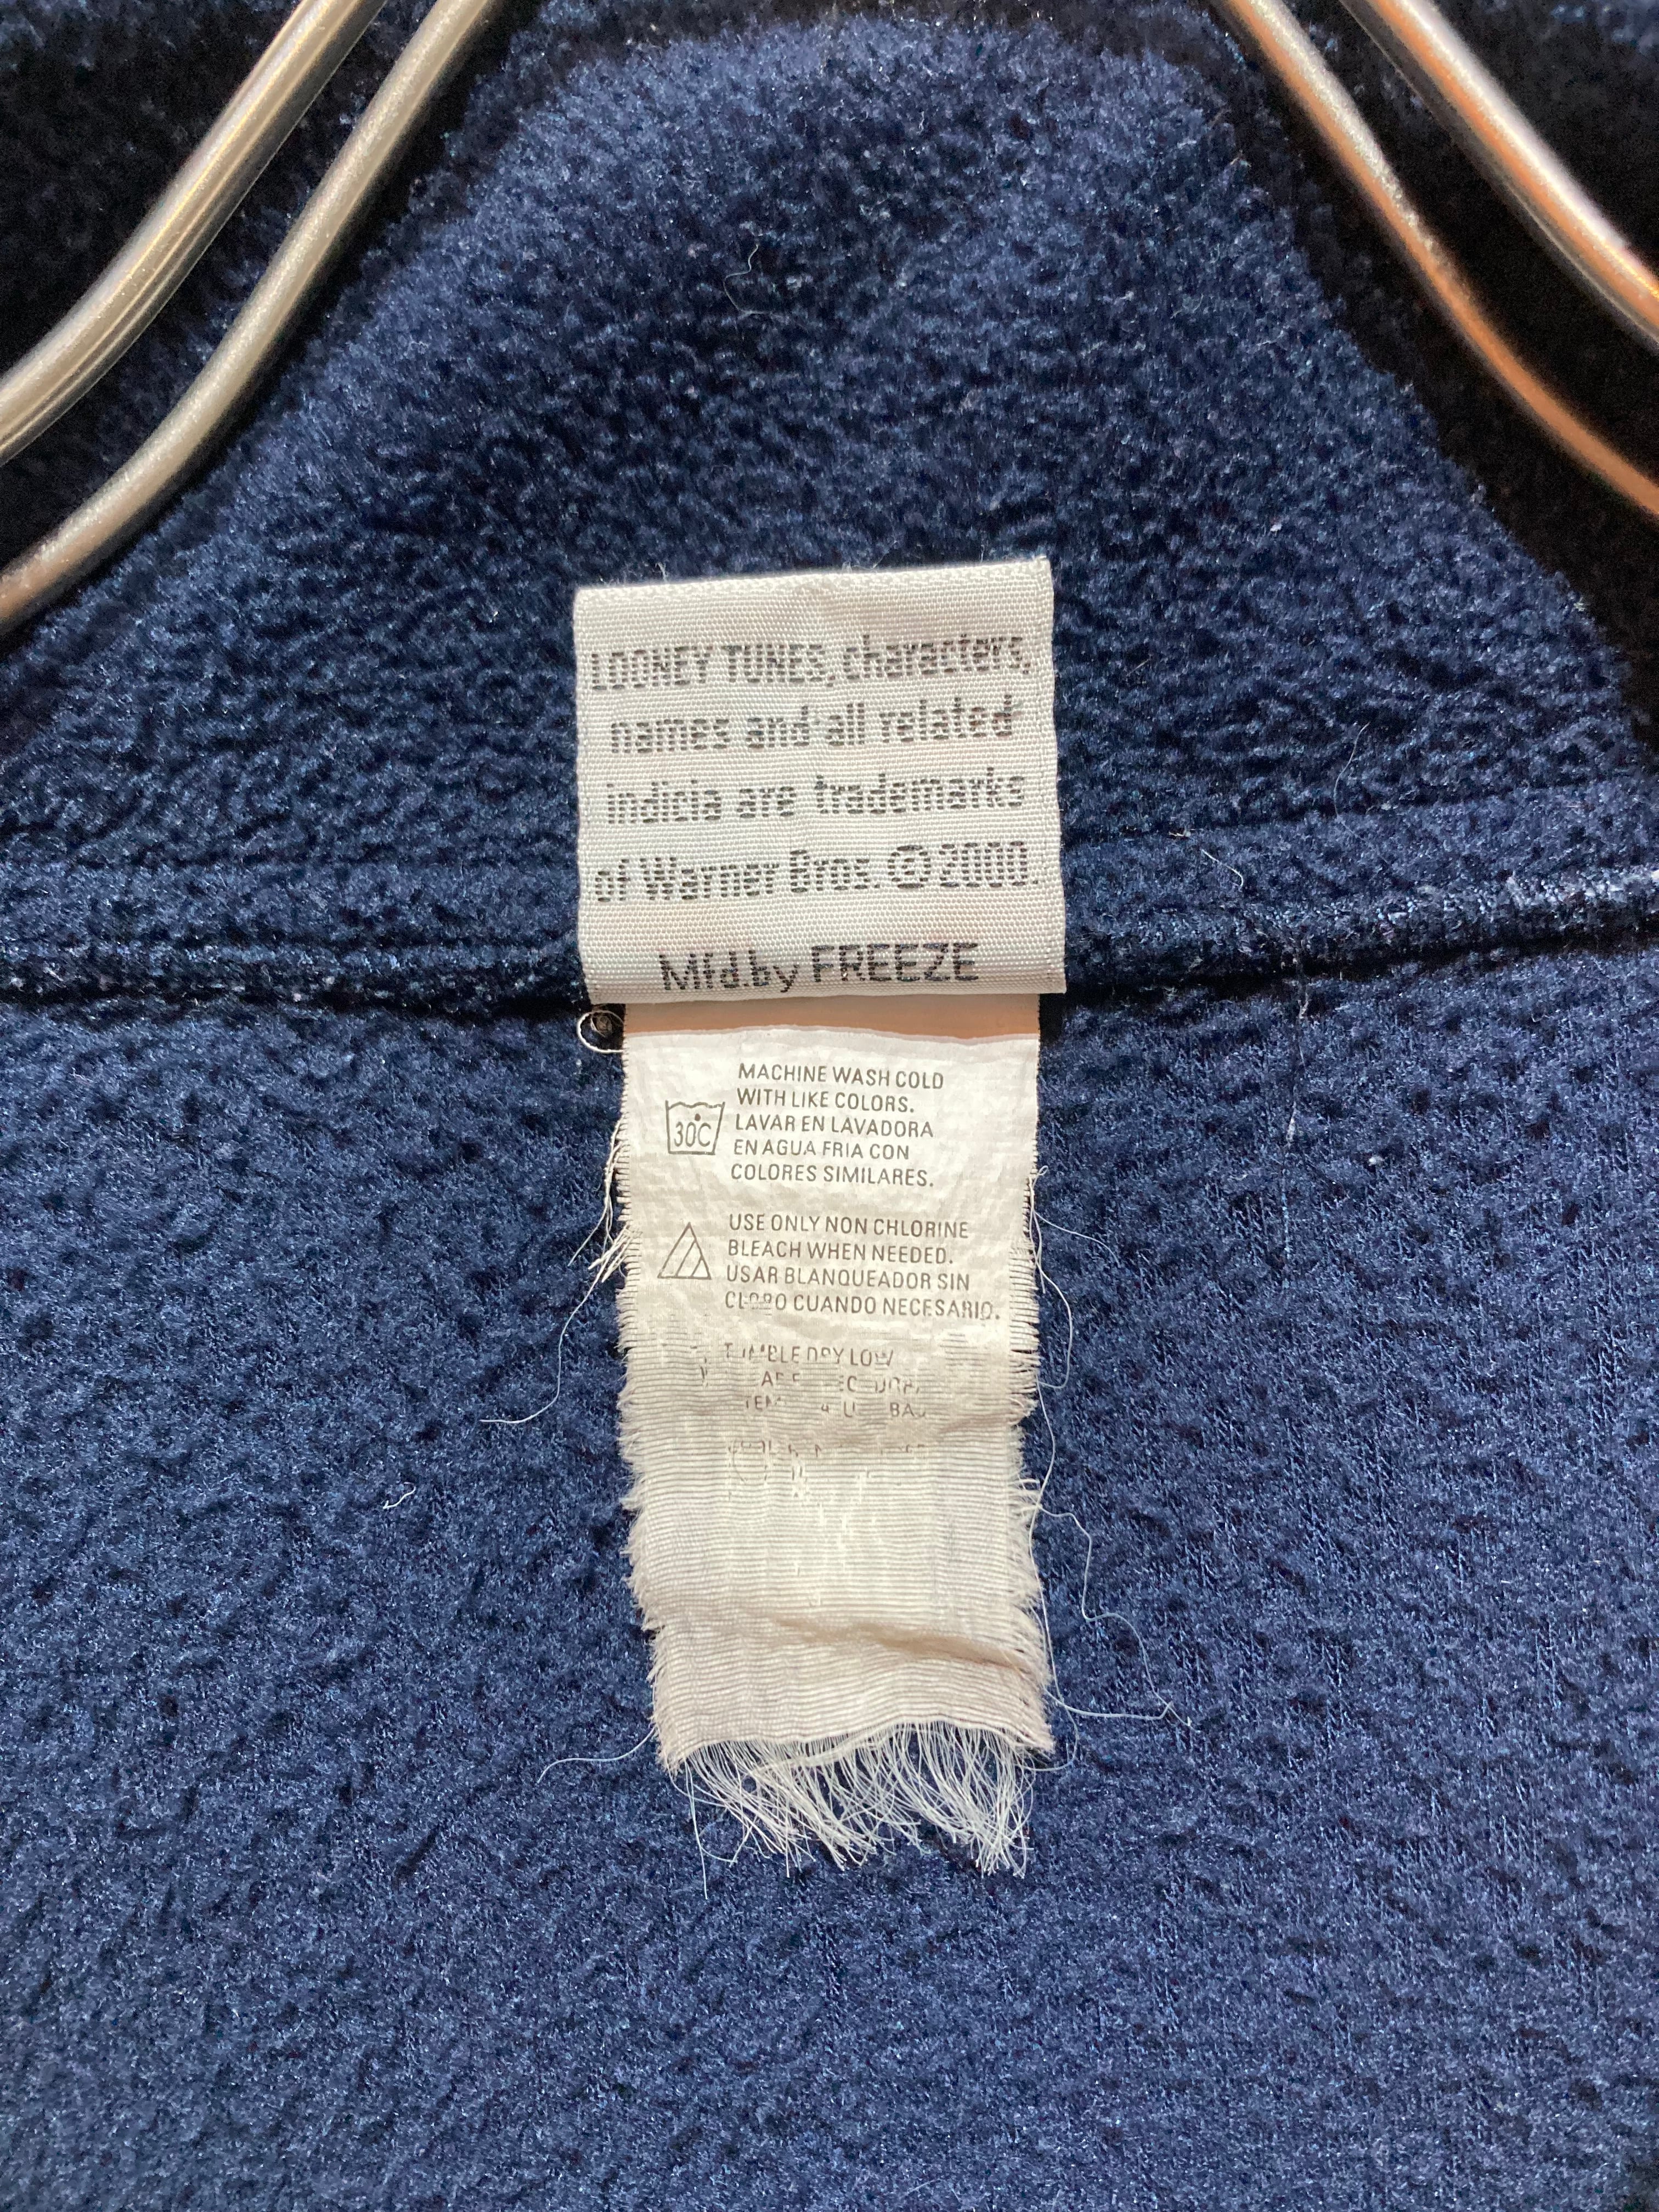 LOONEY TUNES, characters,
names and all related
indicia are trademarks
of Warner Bros. ©2000.
Mfd.by FREEZE
MACHINE WASH COLD
WITH LIKE COLORS.
30C
LAVAR EN LAVADORA
EN AGUA FRIA CON
COLORES SIMILARES.
USE ONLY NON CHLORINE
BLEACH WHEN NEEDED.
USAR BLANQUEADOR SIN
CLORO CUANDO NECESARIO.
TUMBLE DRY LOW